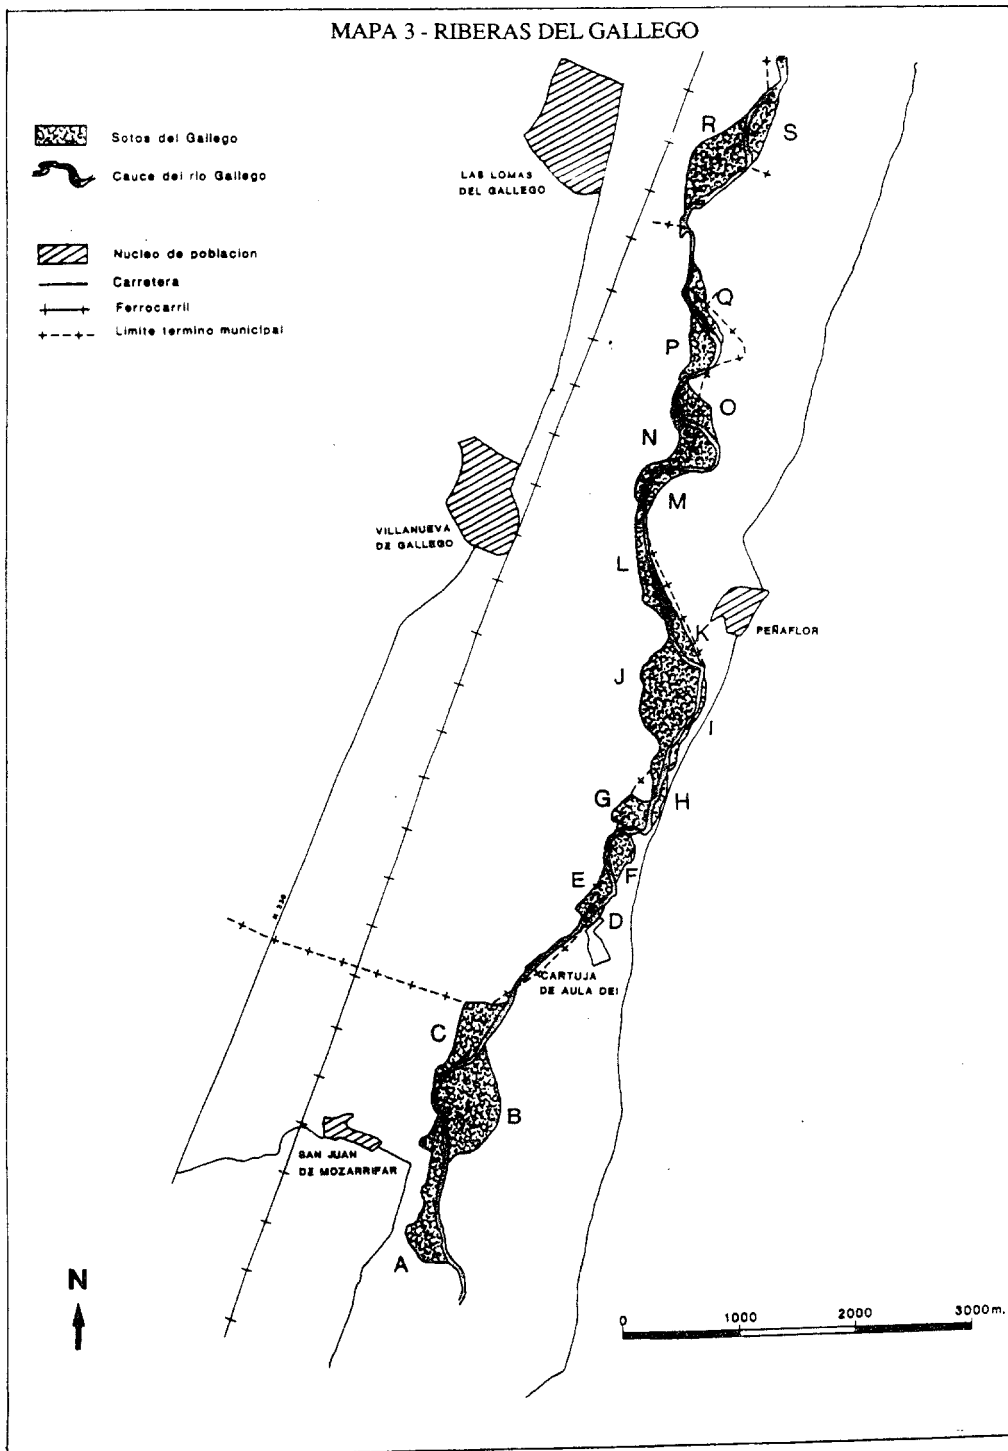 MAPA 3 - RIBERAS DEL GALLEGO
Sotos del Gallego
Cauce del rio Gallego
Nucleo de poblacion
Carretera
Ferrocarril
Limite termino municipal
LAS LOMAS
DEL GALLEGO
R
S
Q
P
O
N
M
VILLANUEVA
DE GALLEGO
L
K
PEÑAFLOR
J
I
G
H
E
F
D
CARTUJA
DE AULA DEI
C
B
SAN JUAN
DE MOZARRIFAR
A
N
0 1000 2000 3000 m.